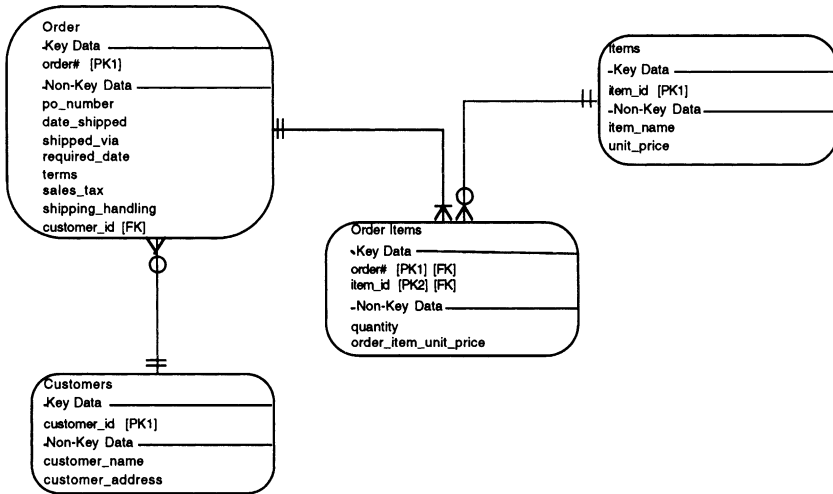 Order
-Key Data
order# [PK1]
-Non-Key Data
po_number
date_shipped
shipped_via
required_date
terms
sales_tax
shipping_handling
customer_id [FK]
Items
-Key Data
item_id [PK1]
-Non-Key Data
item_name
unit_price
Order Items
-Key Data
order# [PK1] [FK]
item_id [PK2] [FK]
-Non-Key Data
quantity
order_item_unit_price
Customers
-Key Data
customer_id [PK1]
-Non-Key Data
customer_name
customer_address